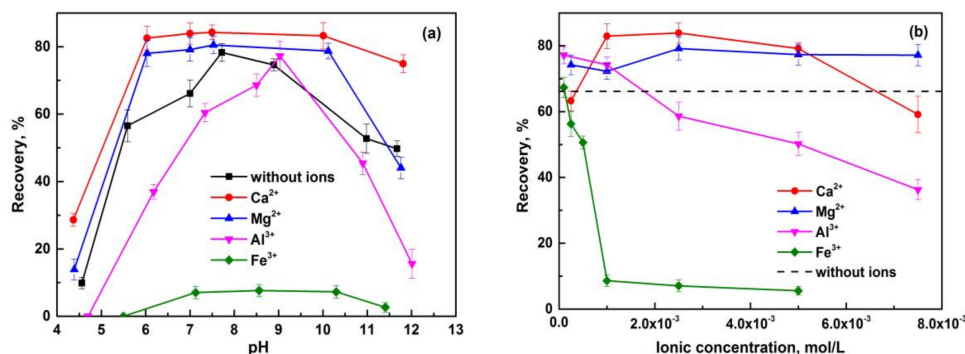 (a)
Recovery, %
100
80
60
40
20
0
without ions
Ca²⁺
Mg²⁺
Al³⁺
Fe³⁺
4 5 6 7 8 9 10 11 12 13
pH
(b)
Recovery, %
100
80
60
40
20
0
Ca²⁺
Mg²⁺
Al³⁺
Fe³⁺
without ions
0.0 2.0x10⁻³ 4.0x10⁻³ 6.0x10⁻³ 8.0x10⁻³
Ionic concentration, mol/L